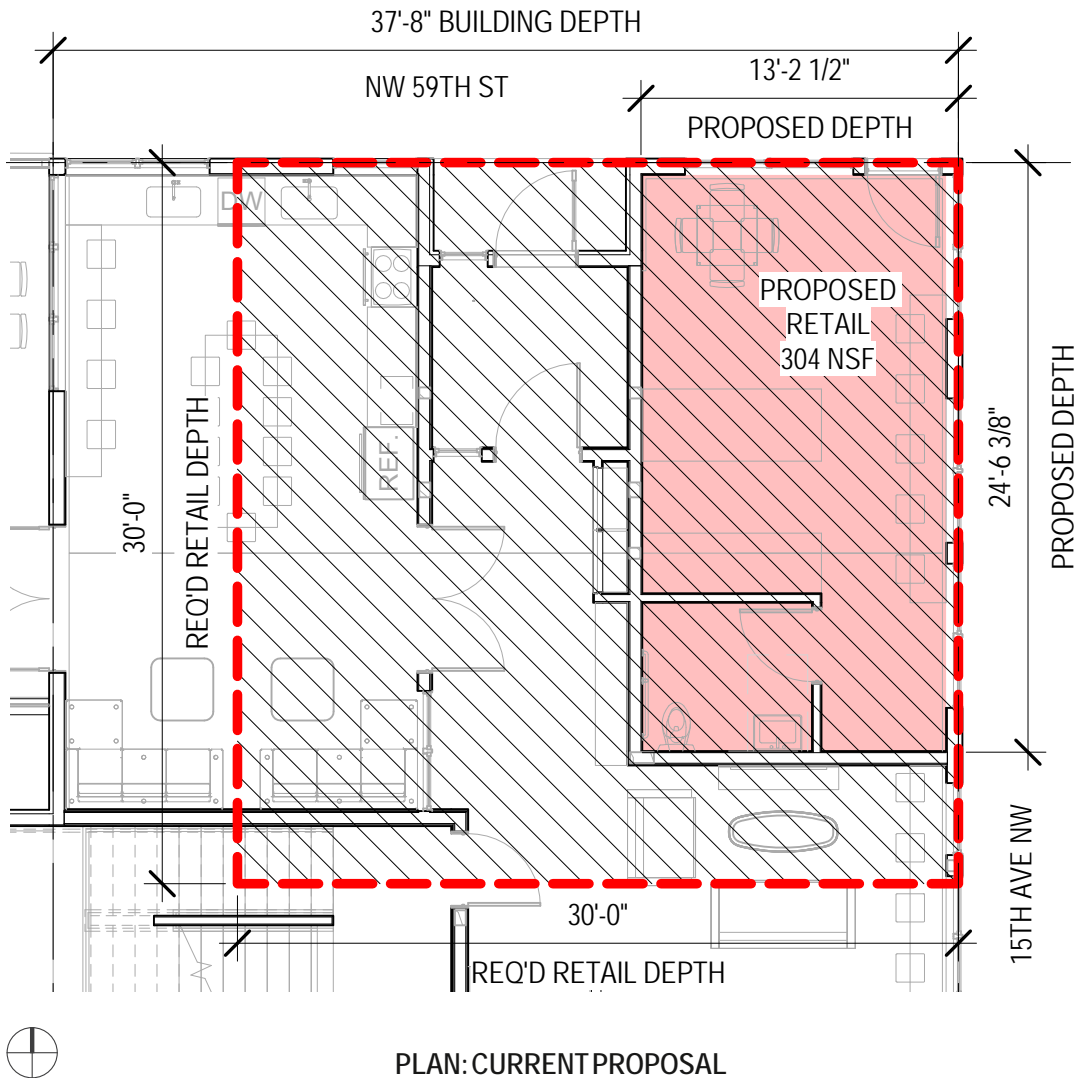 37'-8" BUILDING DEPTH
NW 59TH ST
13'-2 1/2"
PROPOSED DEPTH
DW
PROPOSED
RETAIL
304 NSF
REF.
30'-0"
REQ'D RETAIL DEPTH
24'-6 3/8"
PROPOSED DEPTH
15TH AVE NW
30'-0"
REQ'D RETAIL DEPTH
PLAN: CURRENT PROPOSAL